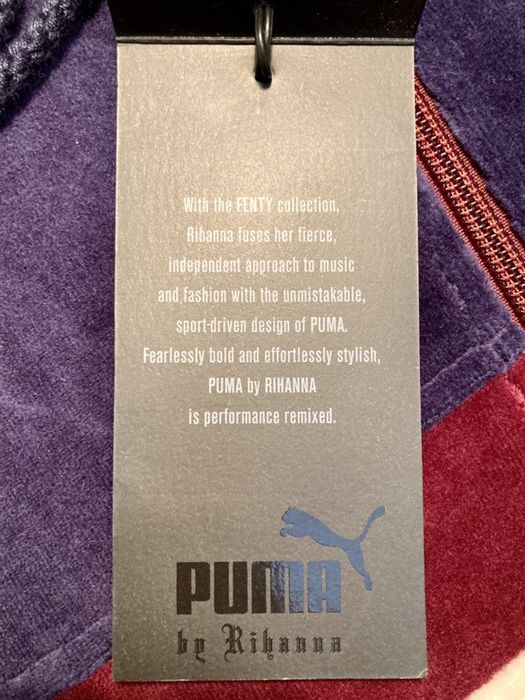 With the FENTY collection,
Rihanna fuses her fierce,
independent approach to music
and fashion with the unmistakable,
sport-driven design of PUMA.
Fearlessly bold and effortlessly stylish,
PUMA by RIHANNA
is performance remixed.
PUMA
by Rihanna